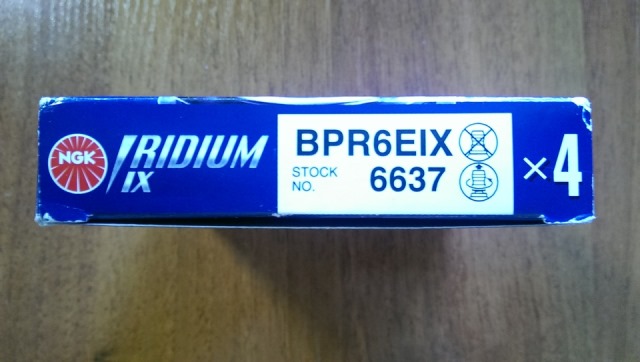 NGK
IRIDIUM
IX
BPR6EIX
STOCK
NO.
6637
×4